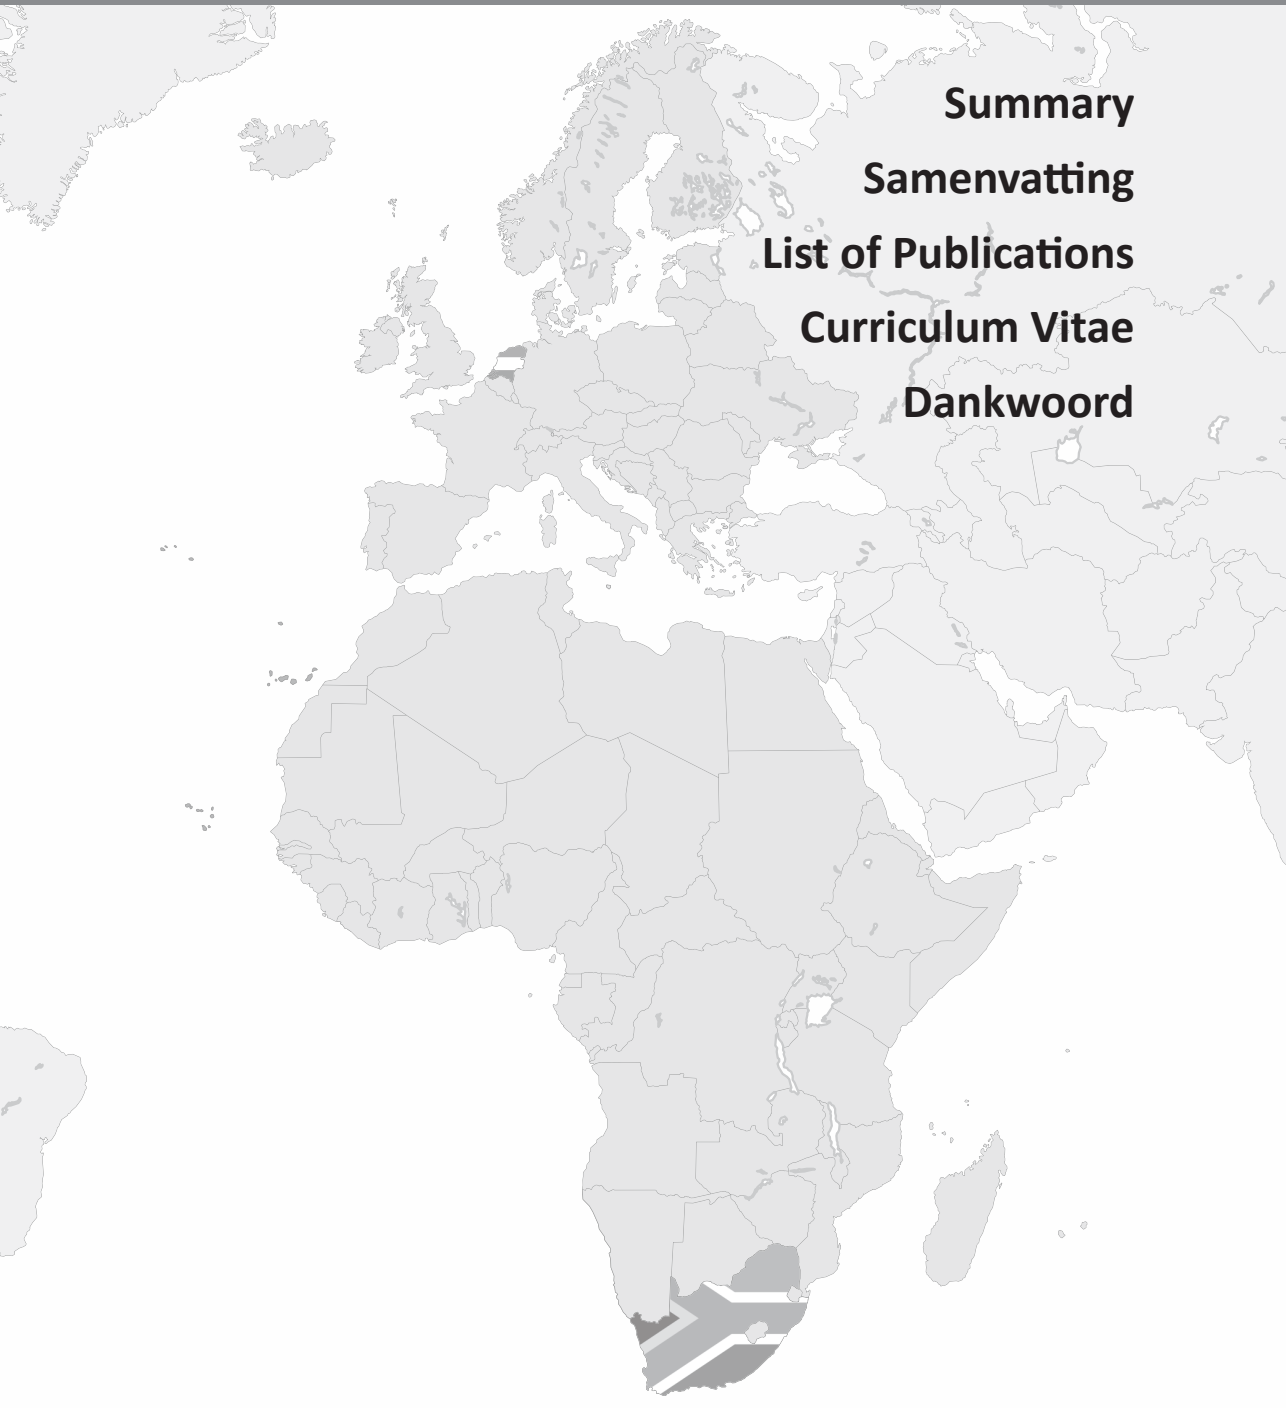 Summary
Samenvatting
List of Publications
Curriculum Vitae
Dankwoord